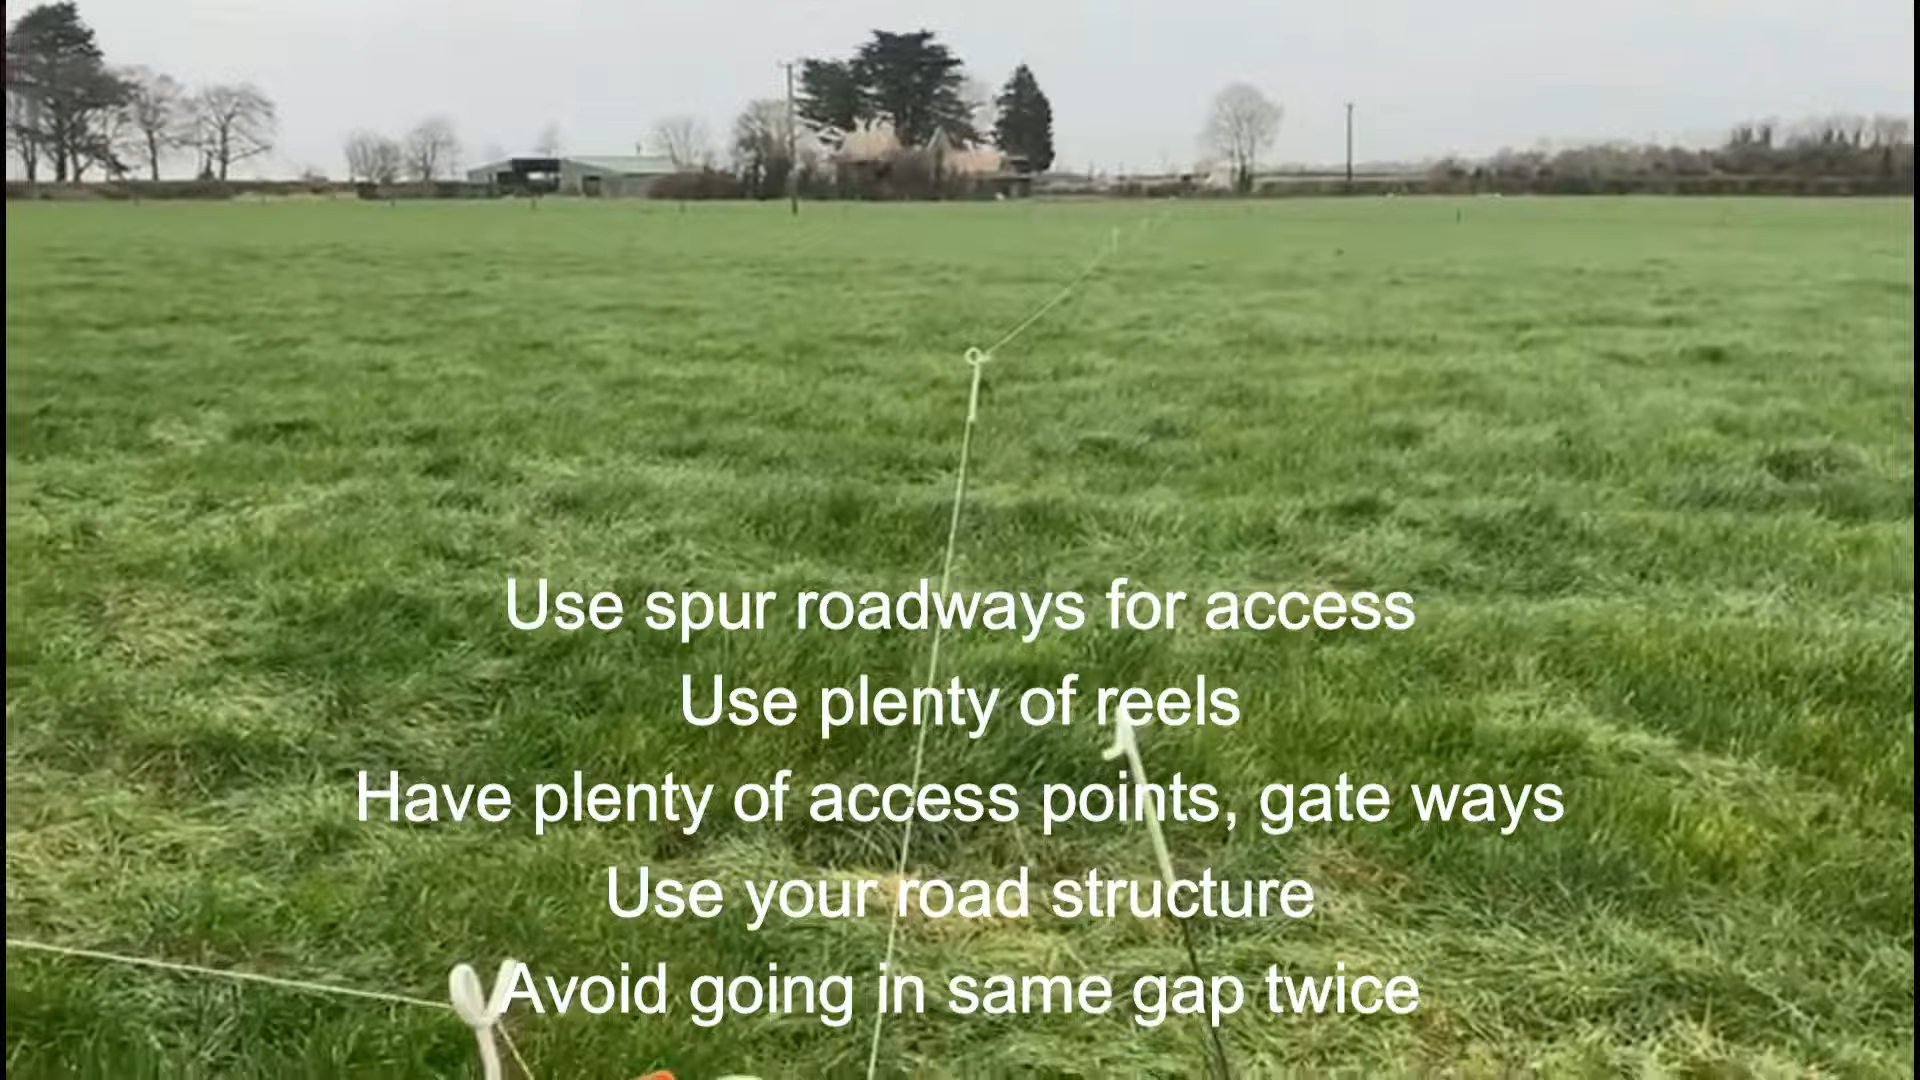 Use spur roadways for access
Use plenty of reels
Have plenty of access points, gate ways
Use your road structure
Avoid going in same gap twice